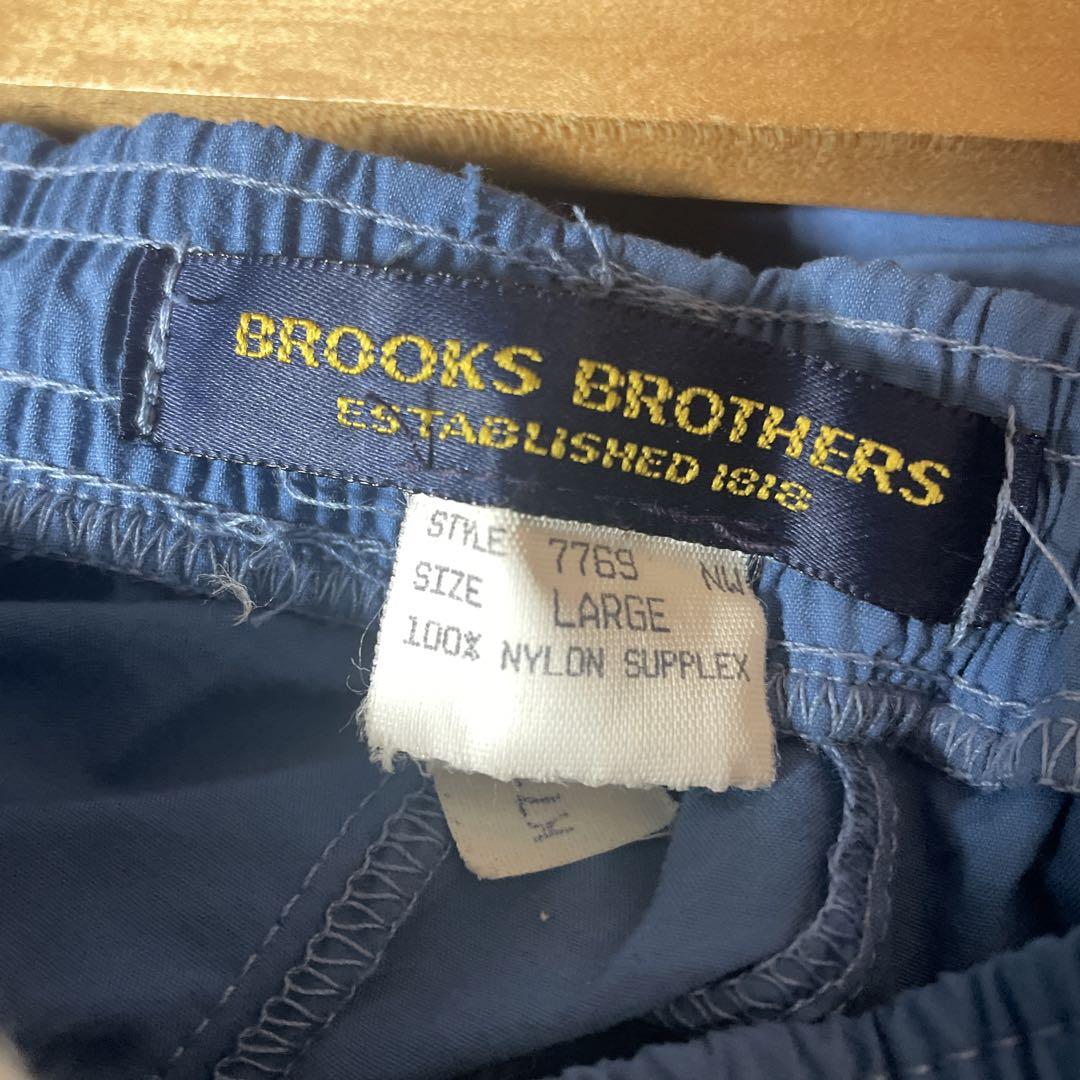 BROOKS BROTHERS
ESTABLISHED 1818
STYLE 7769 NW
SIZE LARGE
100% NYLON SUPPLEX